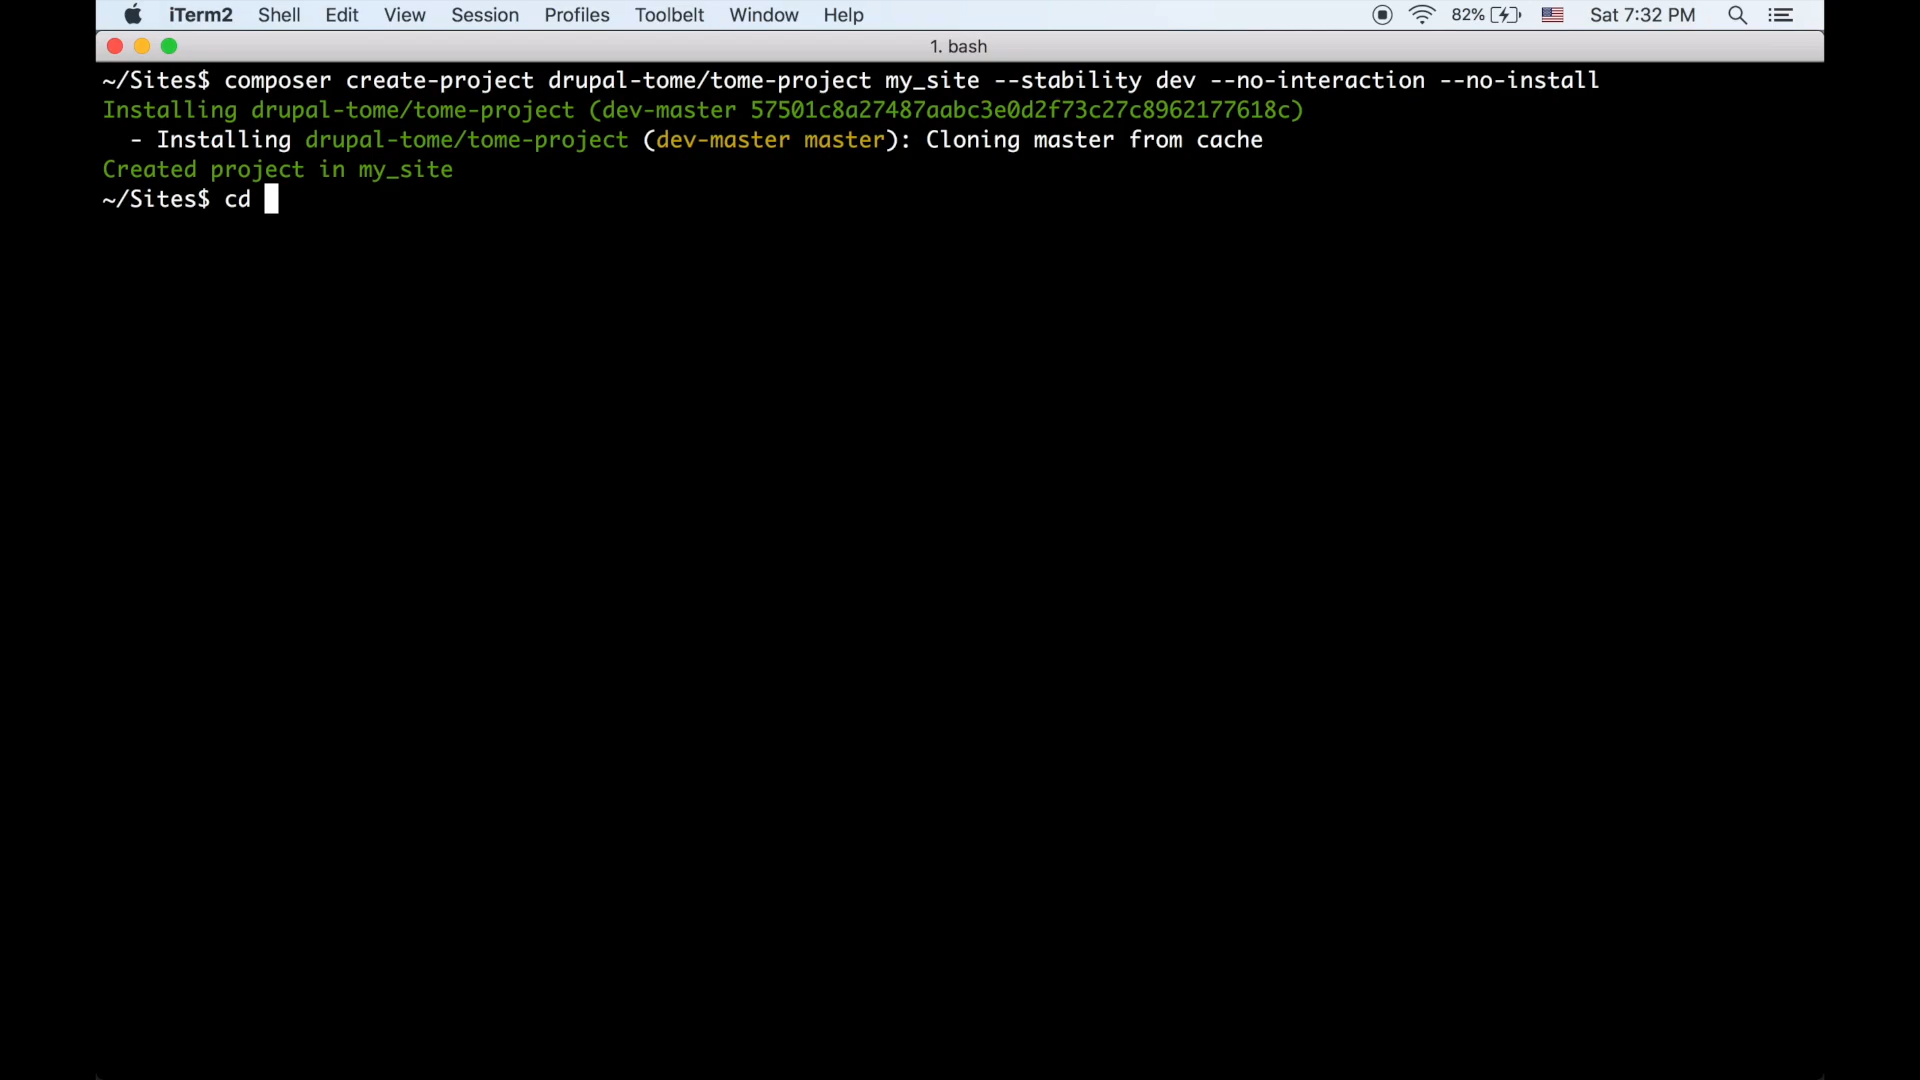 iTerm2 Shell Edit View Session Profiles Toolbelt Window Help 82% Sat 7:32 PM
1. bash
~/Sites$ composer create-project drupal-tome/tome-project my_site --stability dev --no-interaction --no-install
Installing drupal-tome/tome-project (dev-master 57501c8a27487aabc3e0d2f73c27c8962177618c)
- Installing drupal-tome/tome-project (dev-master master): Cloning master from cache
Created project in my_site
~/Sites$ cd